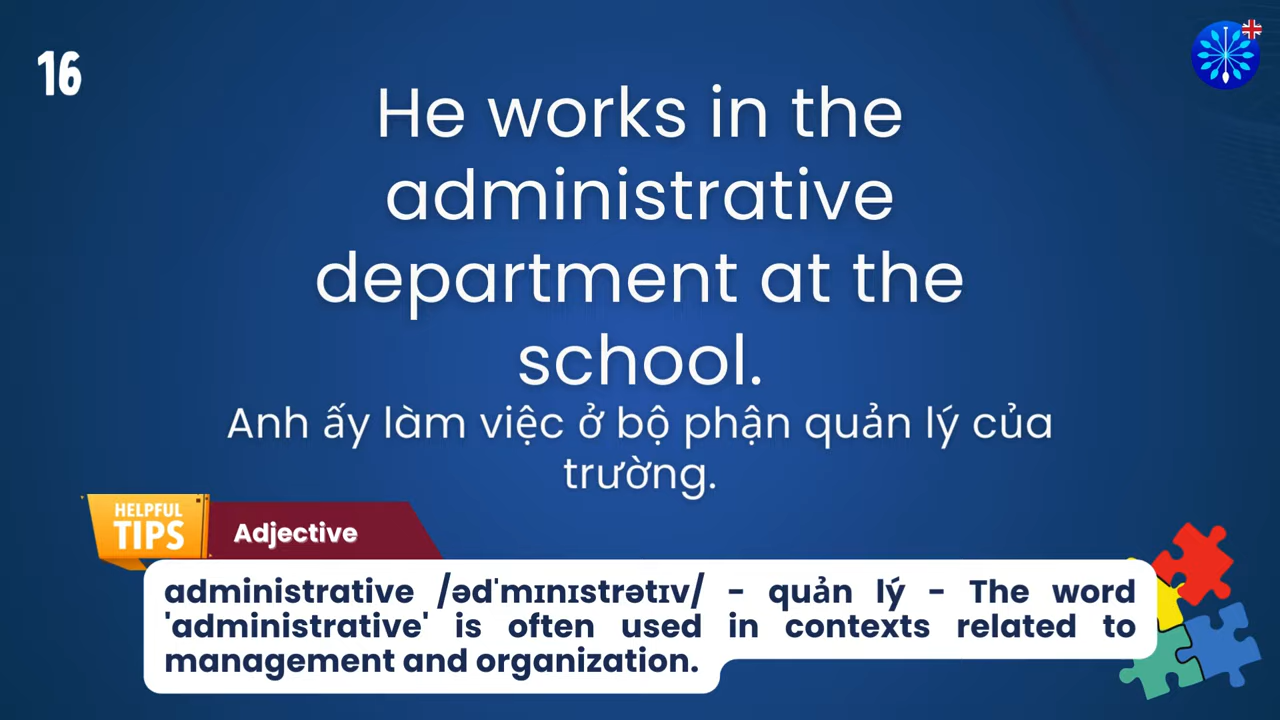 16
He works in the
administrative
department at the
school.
Anh ấy làm việc ở bộ phận quản lý của
trường.
HELPFUL
TIPS
Adjective
administrative /ədˈmɪnɪstrətɪv/ - quản lý - The word
'administrative' is often used in contexts related to
management and organization.